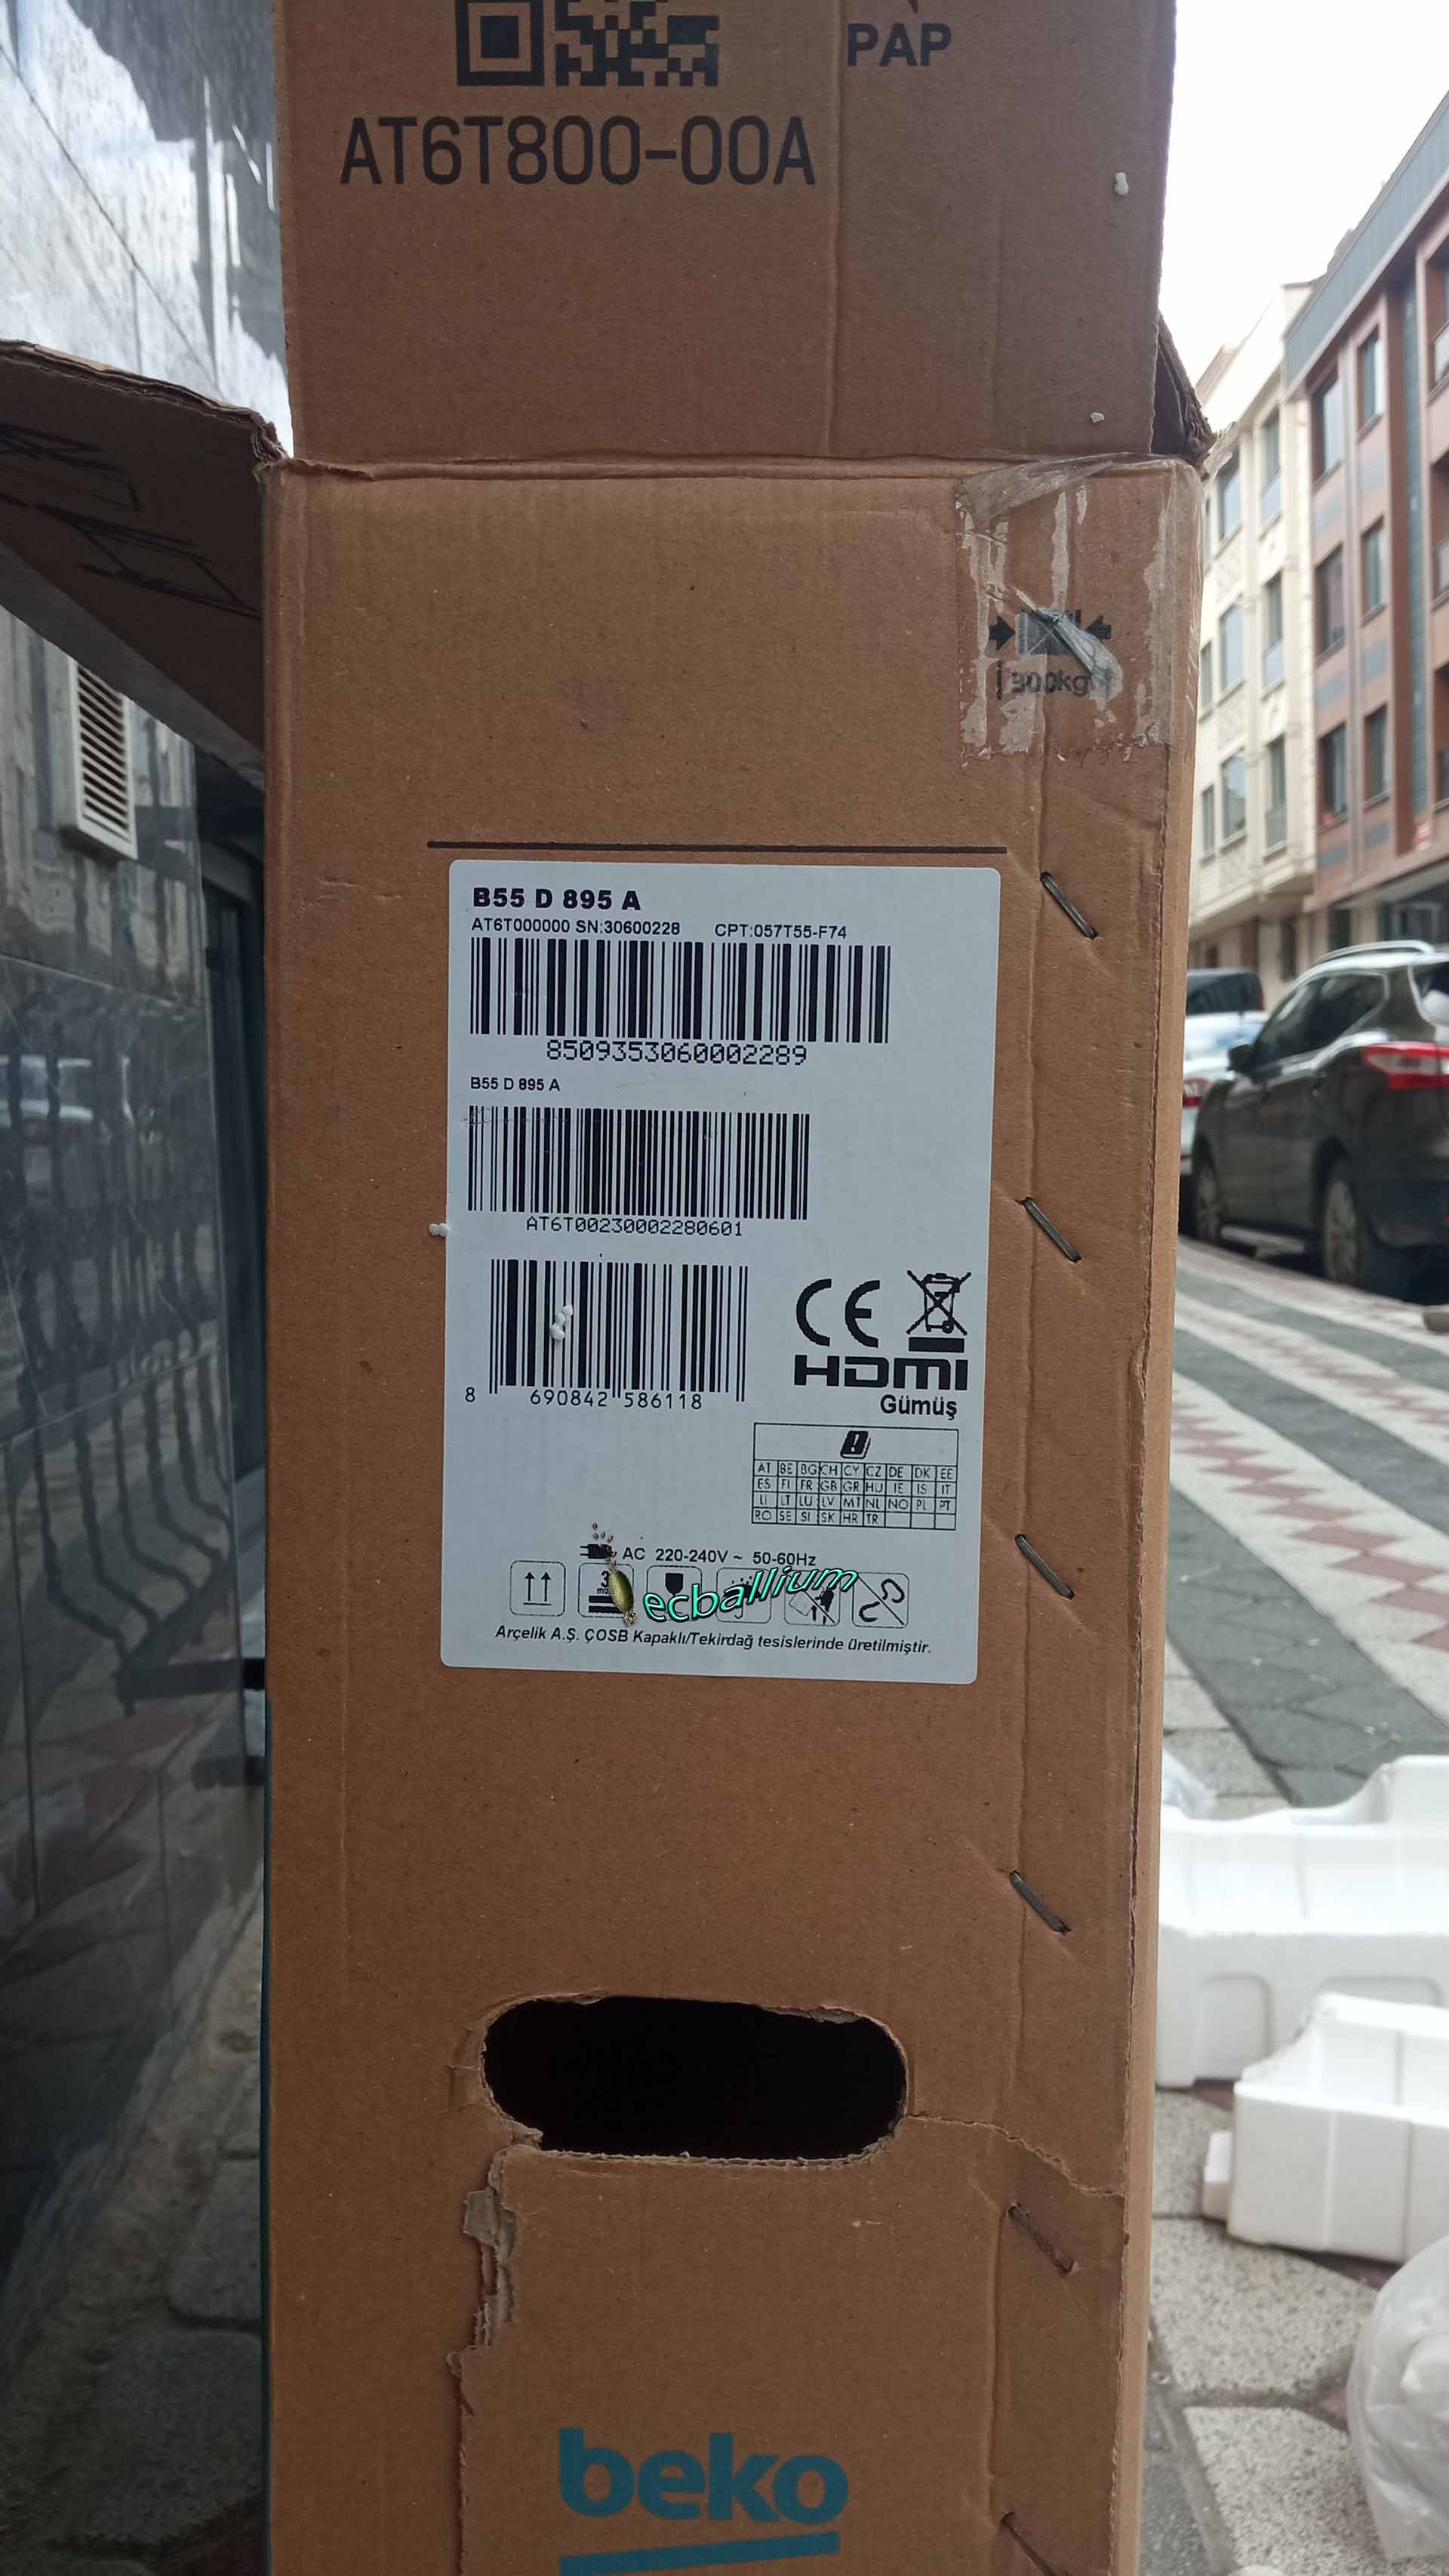 PAP
AT6T800-00A
300kg
B55 D 895 A
AT6T000000 SN:30600228 CPT:057T55-F74
8509353060002289
B55 D 895 A
AT6T00230002280601
8 690842 586118
CE
HDMI
Gümüş
AT BE BG CH CY CZ DE DK EE
ES FI FR GB GR HU IE IS IT
LI LT LU LV MT NL NO PL PT
RO SE SI SK HR TR
AC 220-240V ~ 50-60Hz
ecballium
Arçelik A.Ş. ÇOSB Kapaklı/Tekirdağ tesislerinde üretilmiştir.
beko